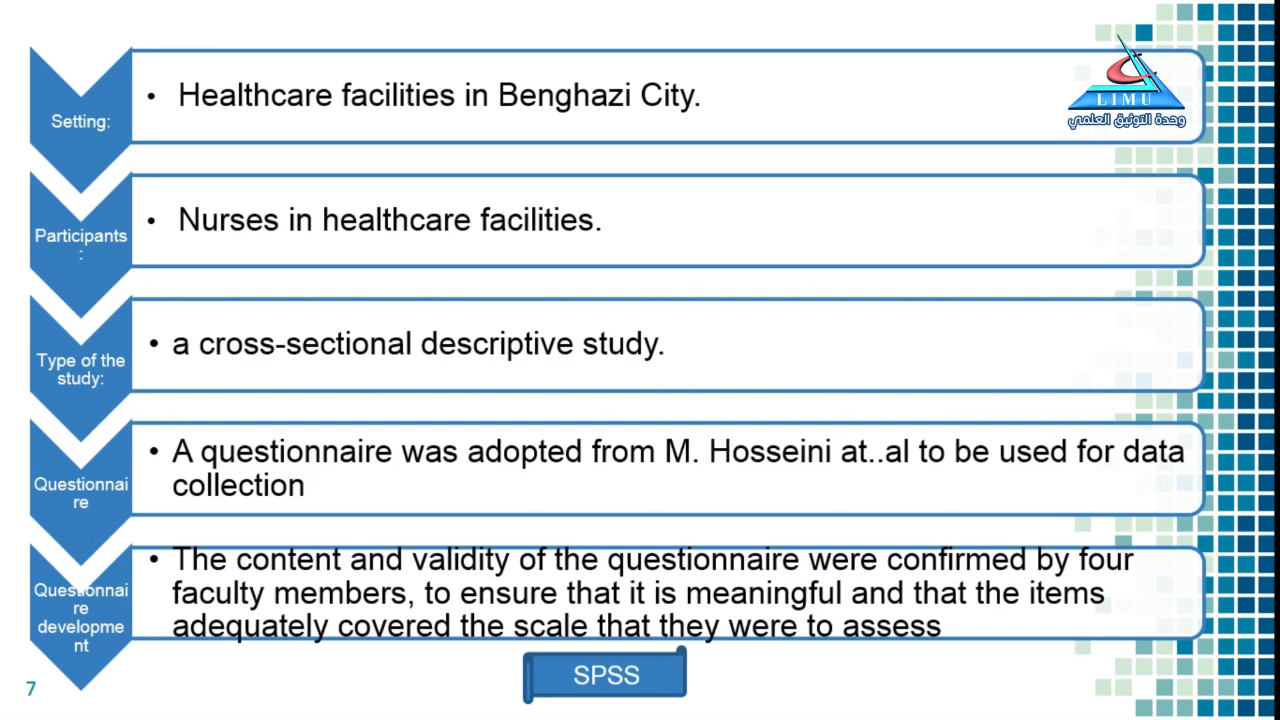 Setting:
• Healthcare facilities in Benghazi City.
LIMU
وحدة التوثيق العلمي
Participants
:
• Nurses in healthcare facilities.
Type of the
study:
• a cross-sectional descriptive study.
Questionnai
re
• A questionnaire was adopted from M. Hosseini at..al to be used for data
collection
Questionnai
re
developme
nt
• The content and validity of the questionnaire were confirmed by four
faculty members, to ensure that it is meaningful and that the items
adequately covered the scale that they were to assess
SPSS
7